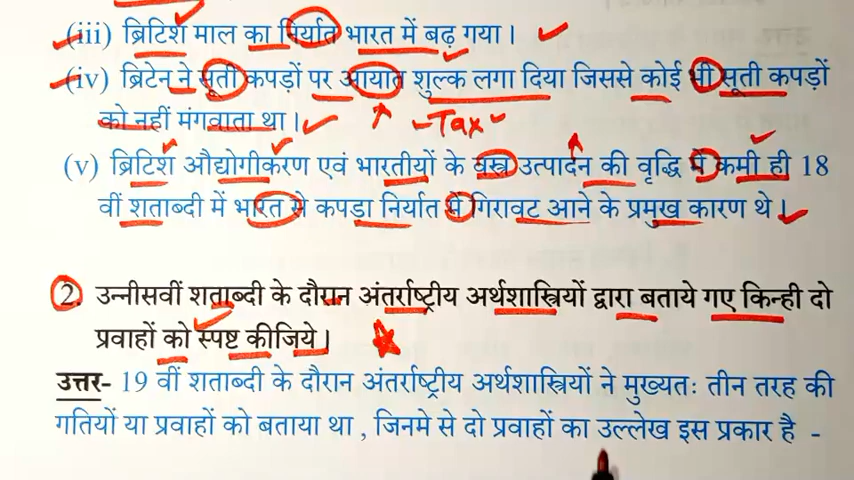 (iii) ब्रिटिश माल का निर्यात भारत में बढ़ गया।
(iv) ब्रिटेन ने सूती कपड़ों पर आयात शुल्क लगा दिया जिससे कोई भी सूती कपड़ों
को नहीं मंगवाता था। -Tax
(v) ब्रिटिश औद्योगीकरण एवं भारतीयों के वस्त्र उत्पादन की वृद्धि में कमी ही 18
वीं शताब्दी में भारत से कपडा निर्यात में गिरावट आने के प्रमुख कारण थे।
2. उन्नीसवीं शताब्दी के दौरान अंतर्राष्ट्रीय अर्थशास्त्रियों द्वारा बताये गए किन्ही दो
प्रवाहों को स्पष्ट कीजिये।
उत्तर- 19 वीं शताब्दी के दौरान अंतर्राष्ट्रीय अर्थशास्त्रियों ने मुख्यतः तीन तरह की
गतियों या प्रवाहों को बताया था , जिनमे से दो प्रवाहों का उल्लेख इस प्रकार है -